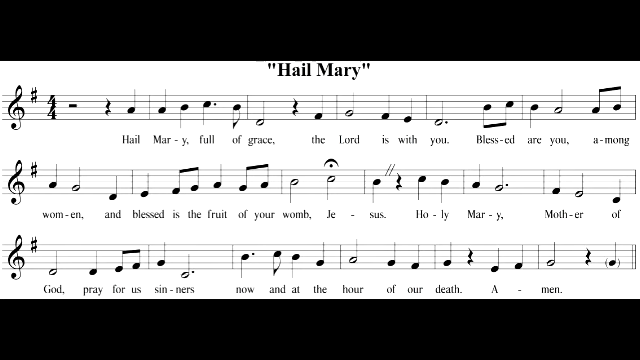 "Hail Mary"
Hail Mar - y, full of grace, the Lord is with you. Bless - ed are you, a - mong
wom - en, and blessed is the fruit of your womb, Je - sus. Ho - ly Mar - y, Moth - er of
God, pray for us sin - ners now and at the hour of our death. A - men.